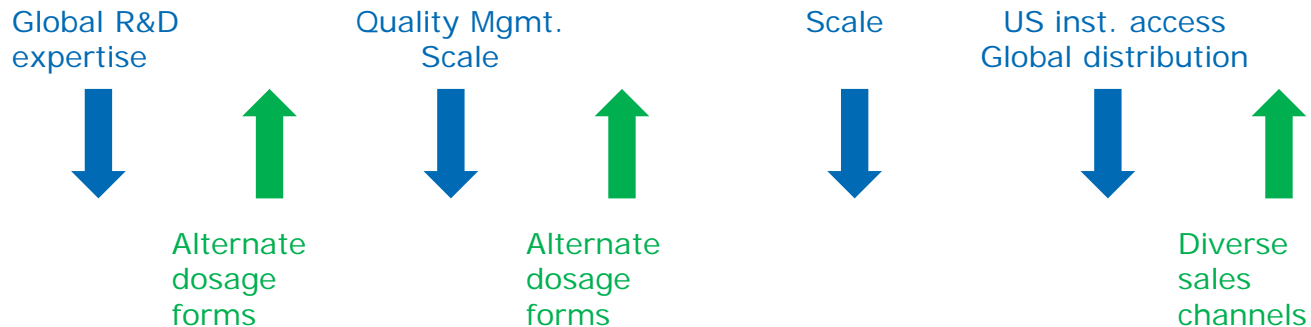 Global R&D
expertise
Quality Mgmt.
Scale
Scale
US inst. access
Global distribution
Alternate
dosage
forms
Alternate
dosage
forms
Diverse
sales
channels